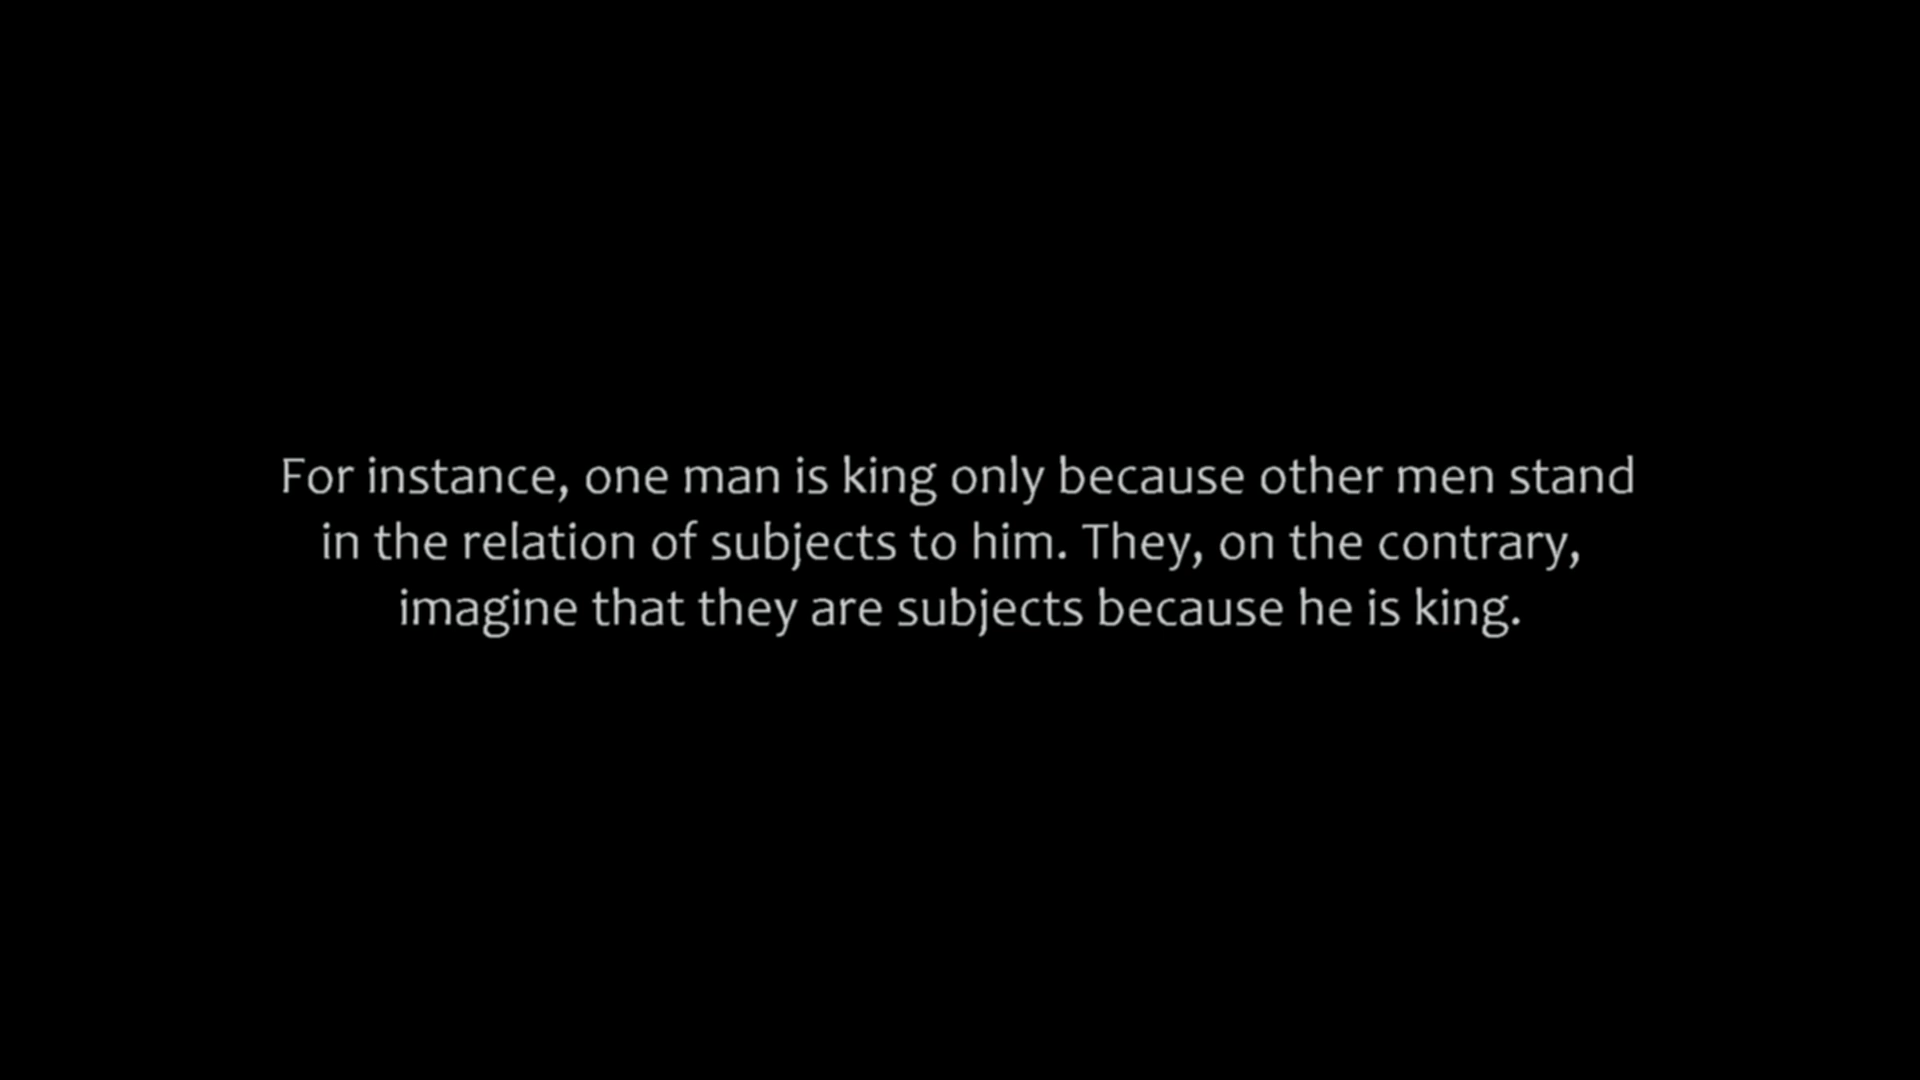 For instance, one man is king only because other men stand
in the relation of subjects to him. They, on the contrary,
imagine that they are subjects because he is king.